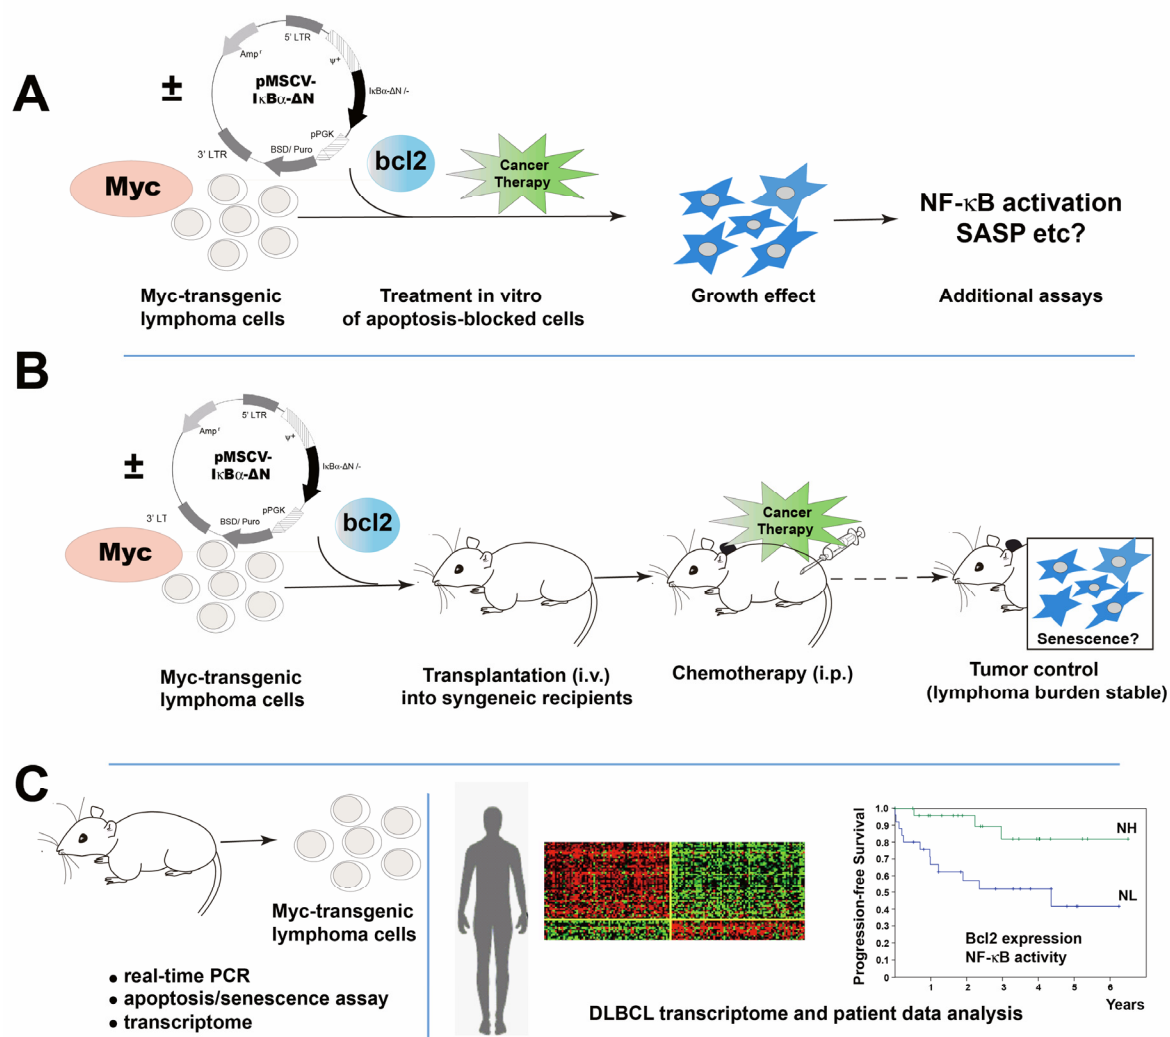 A
±
5' LTR
Amp r
ψ+
pMSCV-
IκBα-ΔN
IκBα-ΔN /-
pPGK
BSD/ Puro
3' LTR
Myc
bcl2
Cancer
Therapy
NF-κB activation
SASP etc?
Myc-transgenic
lymphoma cells
Treatment in vitro
of apoptosis-blocked cells
Growth effect
Additional assays
B
±
5' LTR
Amp r
ψ+
pMSCV-
IκBα-ΔN
IκBα-ΔN /-
pPGK
BSD/ Puro
3' LT
Myc
bcl2
Cancer
Therapy
Senescence?
Myc-transgenic
lymphoma cells
Transplantation (i.v.)
into syngeneic recipients
Chemotherapy (i.p.)
Tumor control
(lymphoma burden stable)
C
Myc-transgenic
lymphoma cells
• real-time PCR
• apoptosis/senescence assay
• transcriptome
Progression-free Survival
1.0
0.9
0.8
0.7
0.6
0.5
0.4
0.3
0.2
0.1
0
NH
NL
Bcl2 expression
NF-κB activity
1 2 3 4 5 6
Years
DLBCL transcriptome and patient data analysis